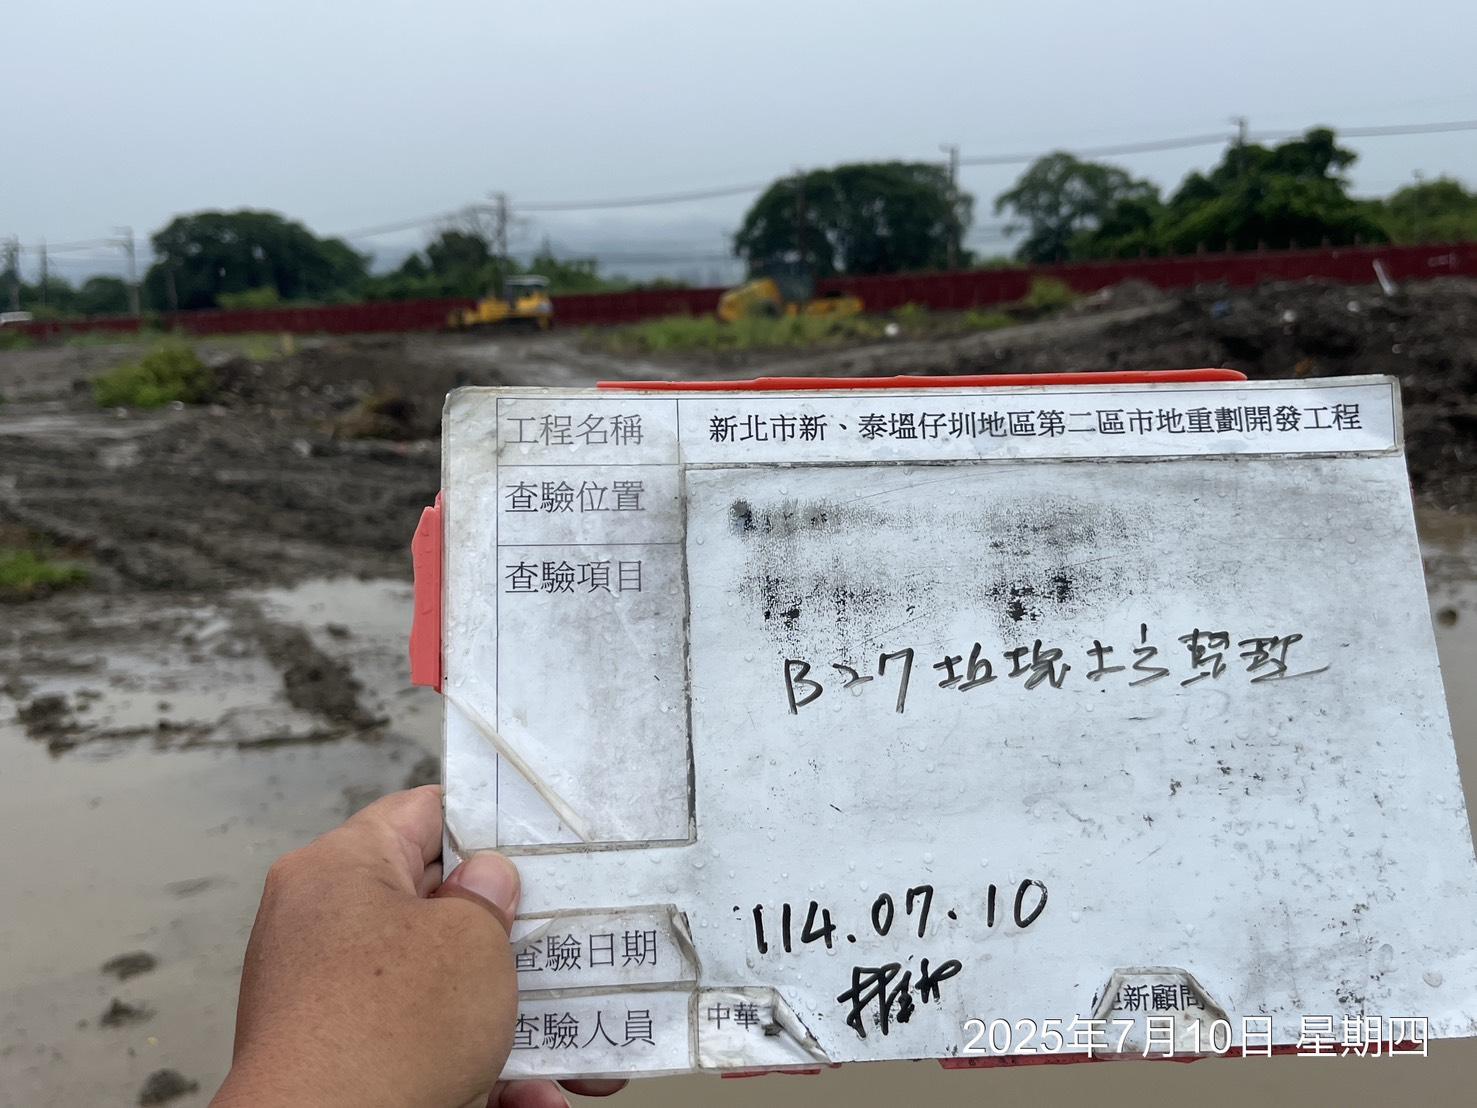 工程名稱 新北市新、泰塭仔圳地區第二區市地重劃開發工程
查驗位置
查驗項目
B27 坵塊土方整理
查驗日期 114.07.10
查驗人員 中華 新顧問
2025年7月10日 星期四